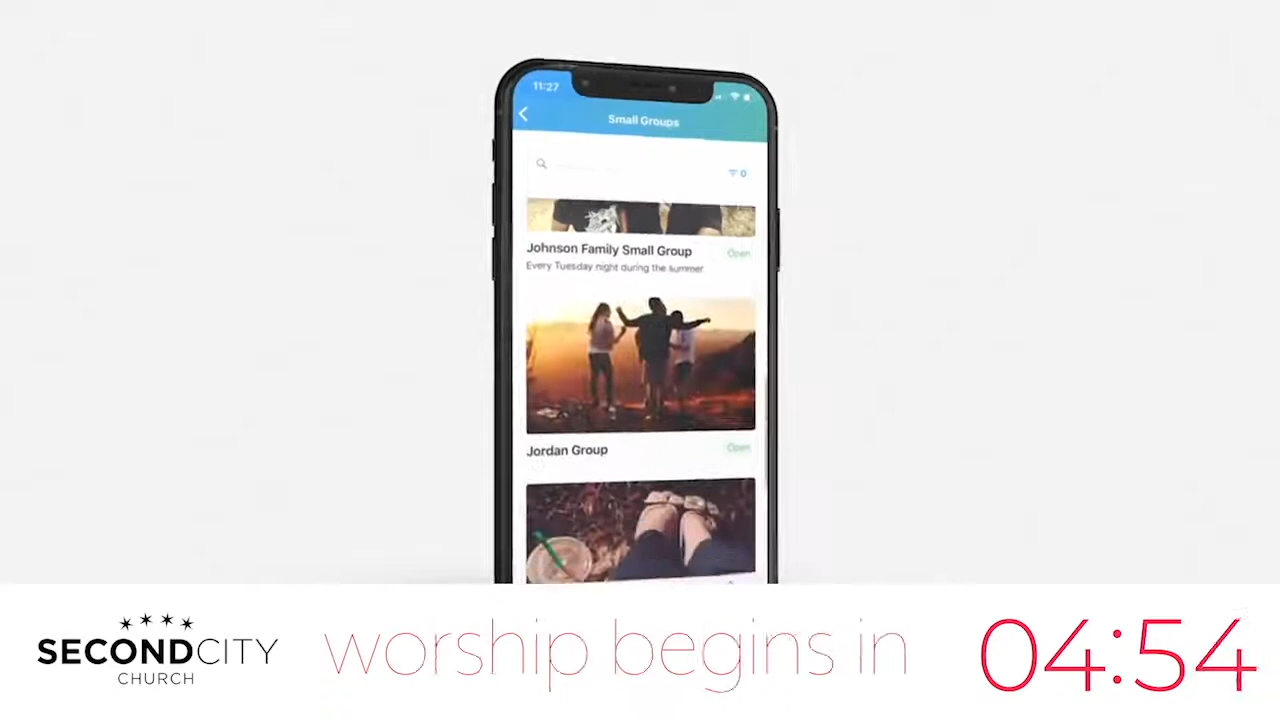 11:27
Small Groups
0
Johnson Family Small Group
Open
Every Tuesday night during the summer
Jordan Group
Open
SECONDCITY
CHURCH
worship begins in
04:54